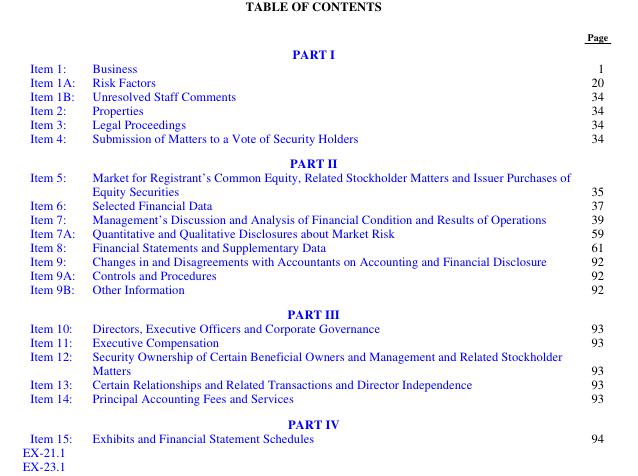 TABLE OF CONTENTS
Page
PART I
Item 1: Business 1
Item 1A: Risk Factors 20
Item 1B: Unresolved Staff Comments 34
Item 2: Properties 34
Item 3: Legal Proceedings 34
Item 4: Submission of Matters to a Vote of Security Holders 34
PART II
Item 5: Market for Registrant's Common Equity, Related Stockholder Matters and Issuer Purchases of
Equity Securities 35
Item 6: Selected Financial Data 37
Item 7: Management's Discussion and Analysis of Financial Condition and Results of Operations 39
Item 7A: Quantitative and Qualitative Disclosures about Market Risk 59
Item 8: Financial Statements and Supplementary Data 61
Item 9: Changes in and Disagreements with Accountants on Accounting and Financial Disclosure 92
Item 9A: Controls and Procedures 92
Item 9B: Other Information 92
PART III
Item 10: Directors, Executive Officers and Corporate Governance 93
Item 11: Executive Compensation 93
Item 12: Security Ownership of Certain Beneficial Owners and Management and Related Stockholder
Matters 93
Item 13: Certain Relationships and Related Transactions and Director Independence 93
Item 14: Principal Accounting Fees and Services 93
PART IV
Item 15: Exhibits and Financial Statement Schedules 94
EX-21.1
EX-23.1